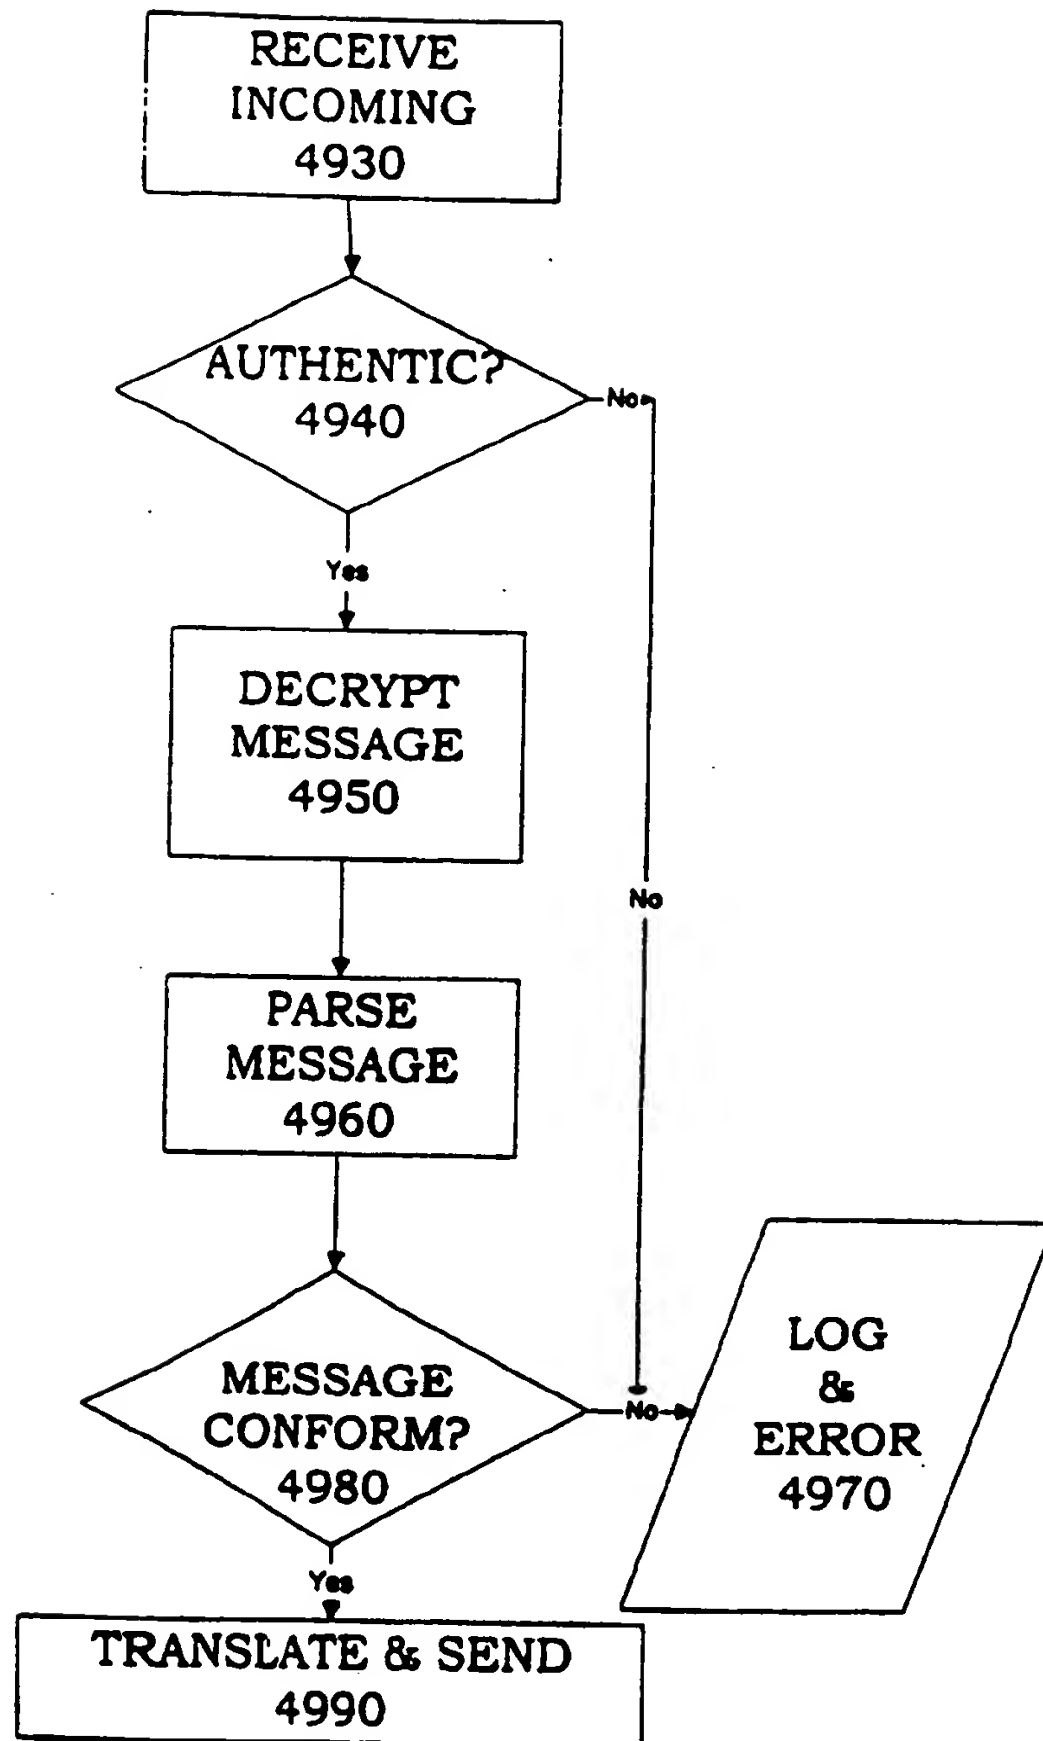 RECEIVE
INCOMING
4930
AUTHENTIC?
4940
No
Yes
DECRYPT
MESSAGE
4950
No
PARSE
MESSAGE
4960
MESSAGE
CONFORM?
4980
No
LOG
&
ERROR
4970
Yes
TRANSLATE & SEND
4990